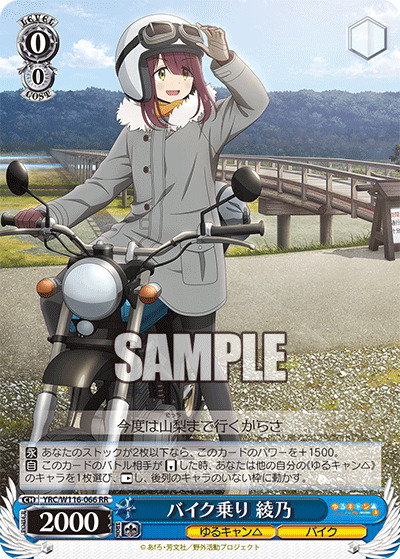 LEVEL
0
0
COST
SAMPLE
今度は山梨まで行くがらさ
CH YRC/W116-066 RR
永 あなたのストックが2枚以下なら、このカードのパワーを+1500。
自 このカードのバトル相手が した時、あなたは他の自分の《ゆるキャン△》
のキャラを1枚選び、 し、後列のキャラのいない枠に動かす。
2000
バイク乗り 綾乃
ゆるキャン△
バイク
© あfろ・芳文社／野外活動プロジェクト